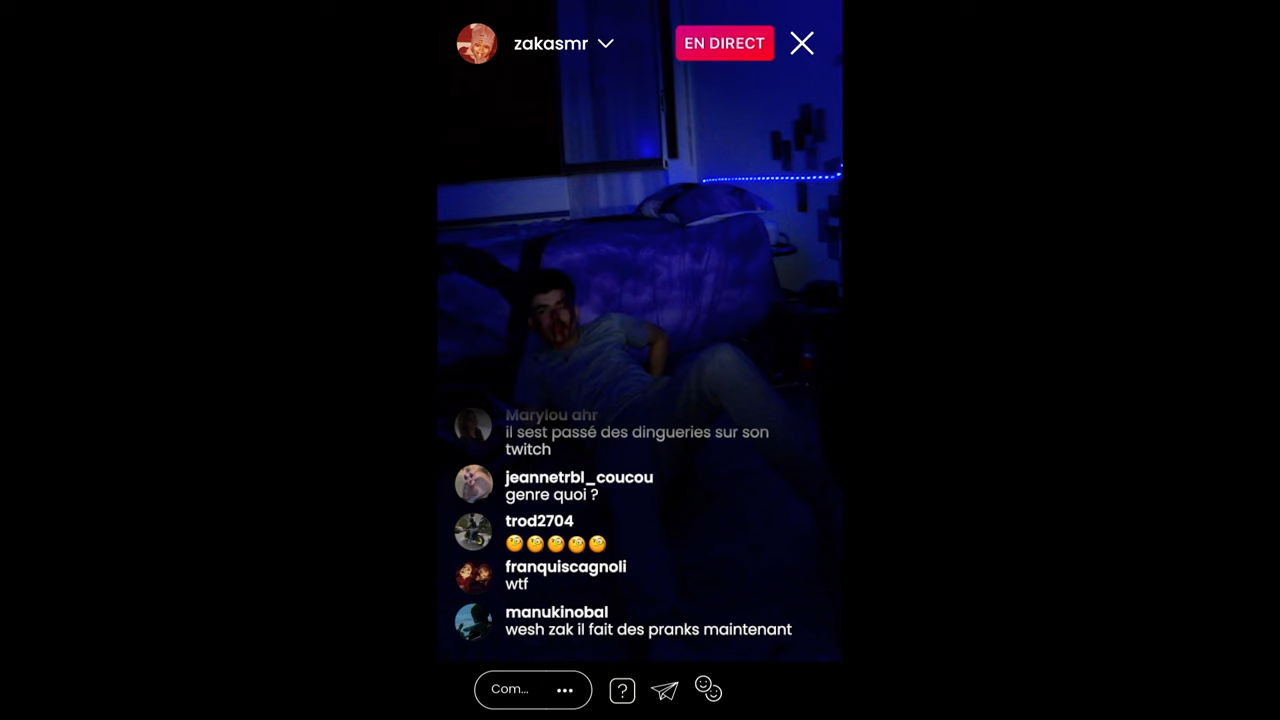 zakasmr
EN DIRECT
Marylou ahr
il sest passé des dingueries sur son
twitch
jeannetrbl_coucou
genre quoi ?
trod2704
🧐🧐🧐🧐🧐
franquiscagnoli
wtf
manukinobal
wesh zak il fait des pranks maintenant
Com...